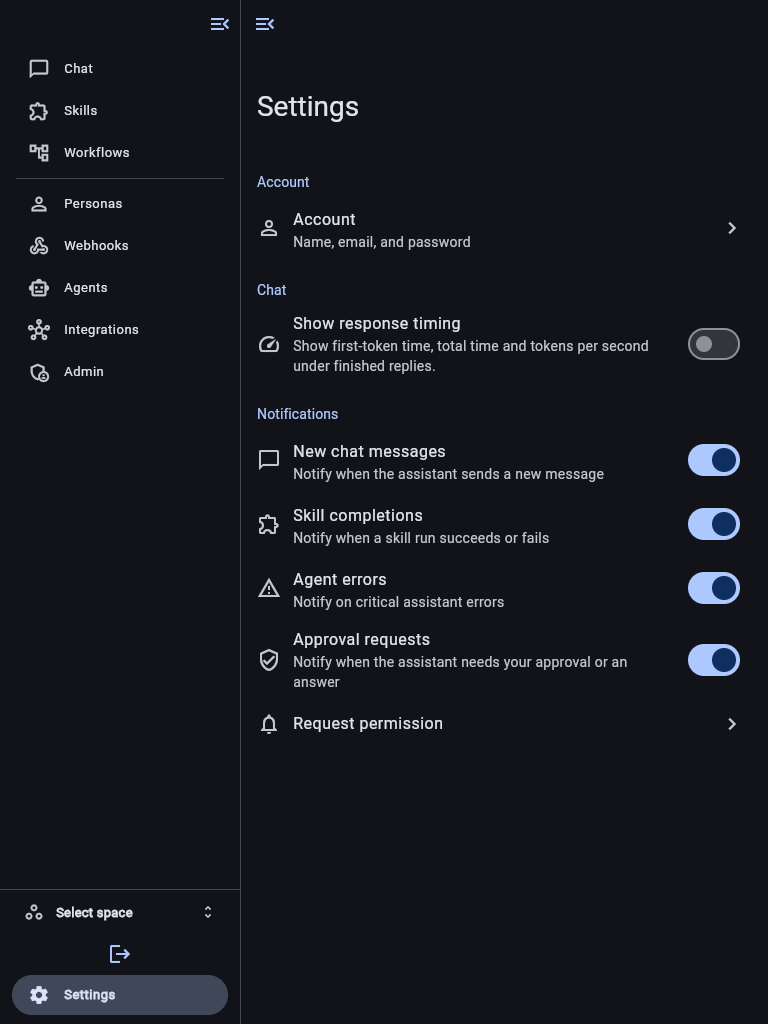 Chat
Skills
Workflows
Personas
Webhooks
Agents
Integrations
Admin
Select space
Settings
Settings
Account
Account
Name, email, and password
Chat
Show response timing
Show first-token time, total time and tokens per second
under finished replies.
Notifications
New chat messages
Notify when the assistant sends a new message
Skill completions
Notify when a skill run succeeds or fails
Agent errors
Notify on critical assistant errors
Approval requests
Notify when the assistant needs your approval or an
answer
Request permission